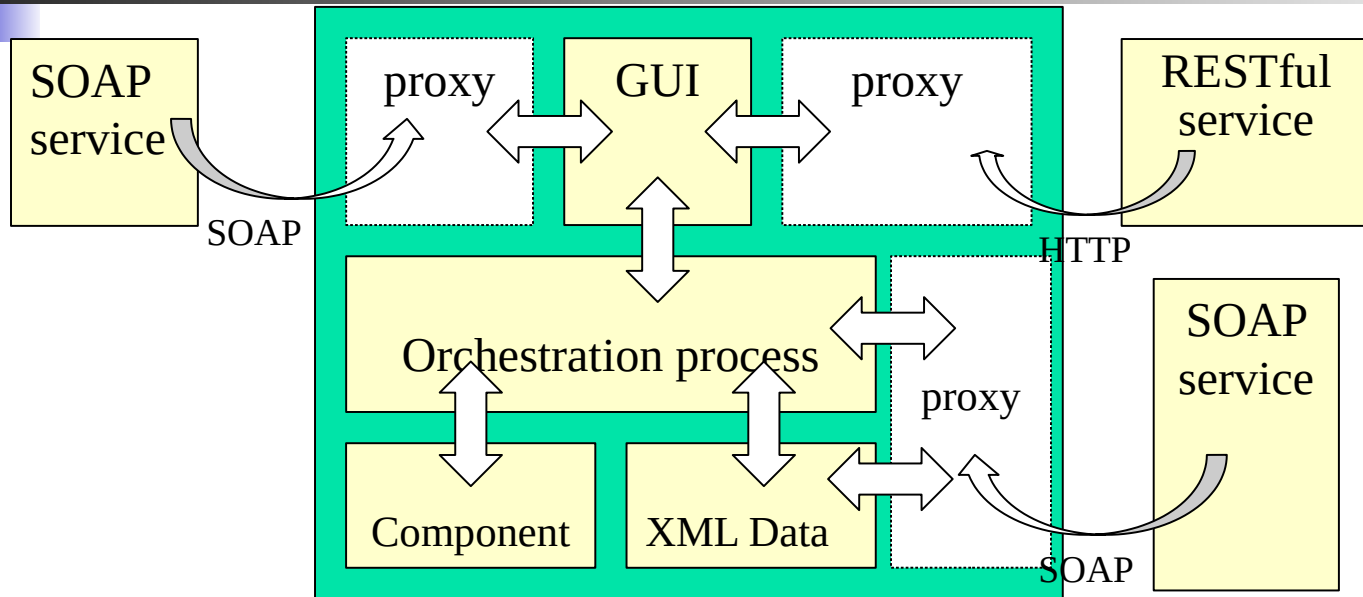 SOAP
service
proxy
GUI
proxy
RESTful
service
SOAP
HTTP
Orchestration process
proxy
SOAP
service
Component
XML Data
SOAP